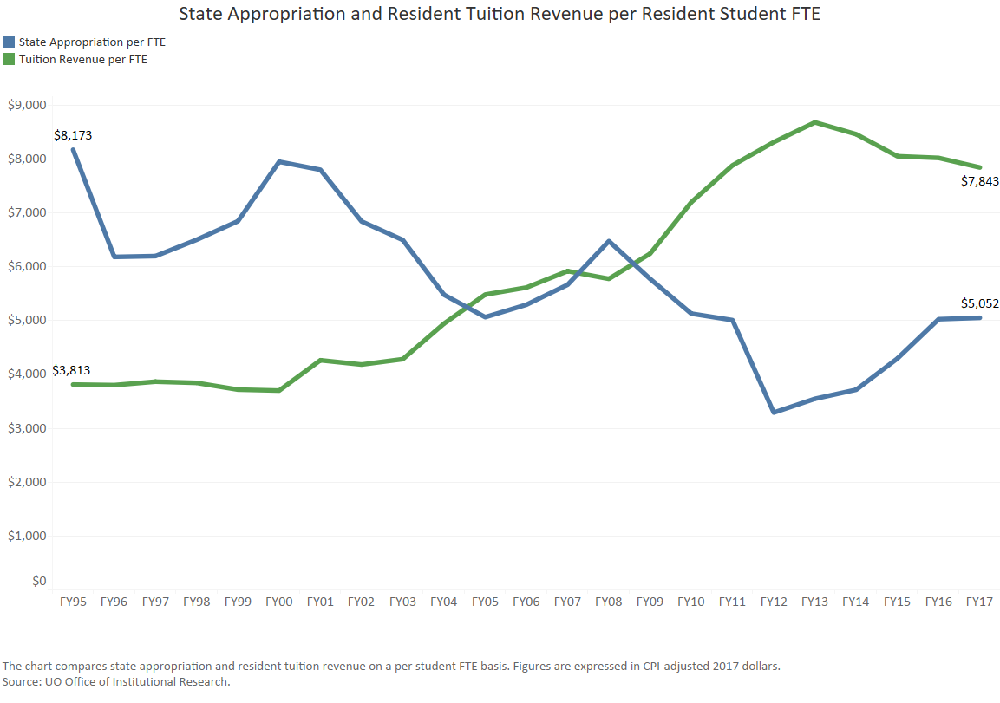 State Appropriation and Resident Tuition Revenue per Resident Student FTE
State Appropriation per FTE
Tuition Revenue per FTE
$9,000
$8,173
$8,000
$7,843
$7,000
$6,000
$5,052
$5,000
$4,000
$3,813
$3,000
$2,000
$1,000
$0
FY95 FY96 FY97 FY98 FY99 FY00 FY01 FY02 FY03 FY04 FY05 FY06 FY07 FY08 FY09 FY10 FY11 FY12 FY13 FY14 FY15 FY16 FY17
The chart compares state appropriation and resident tuition revenue on a per student FTE basis. Figures are expressed in CPI-adjusted 2017 dollars.
Source: UO Office of Institutional Research.